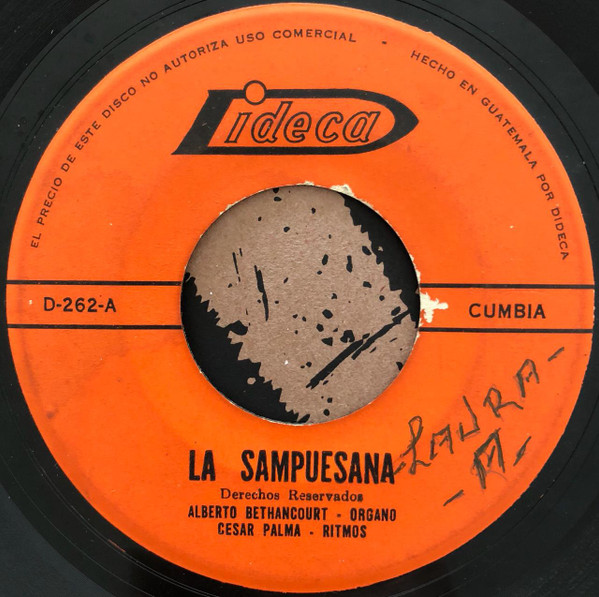 EL PRECIO DE ESTE DISCO NO AUTORIZA USO COMERCIAL
HECHO EN GUATEMALA POR DIDECA
Dideca
D-262-A
CUMBIA
LA SAMPUESANA
Derechos Reservados
ALBERTO BETHANCOURT - ORGANO
CESAR PALMA - RITMOS
-LAURA-
-A-